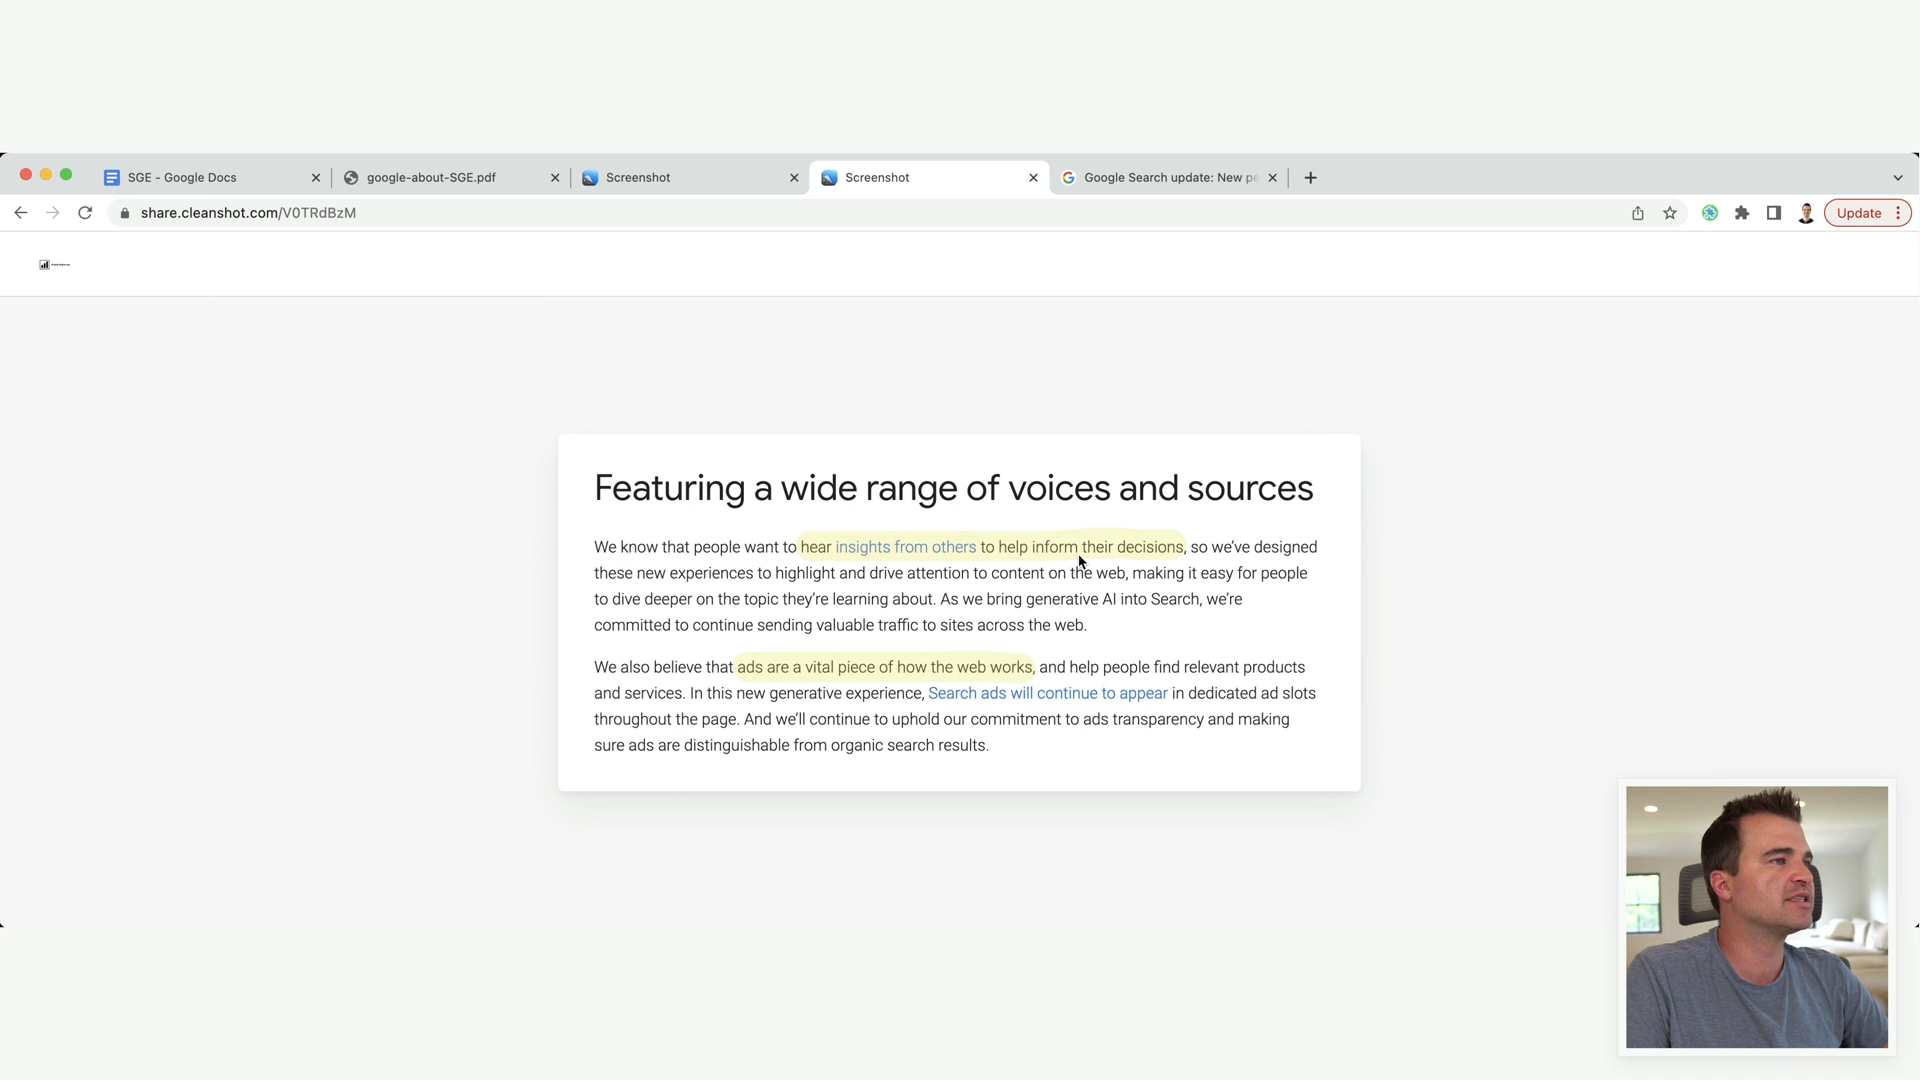 SGE - Google Docs
google-about-SGE.pdf
Screenshot
Screenshot
Google Search update: New pe
share.cleanshot.com/V0TRdBzM
Update
Featuring a wide range of voices and sources
We know that people want to hear insights from others to help inform their decisions, so we’ve designed
these new experiences to highlight and drive attention to content on the web, making it easy for people
to dive deeper on the topic they’re learning about. As we bring generative AI into Search, we’re
committed to continue sending valuable traffic to sites across the web.
We also believe that ads are a vital piece of how the web works, and help people find relevant products
and services. In this new generative experience, Search ads will continue to appear in dedicated ad slots
throughout the page. And we’ll continue to uphold our commitment to ads transparency and making
sure ads are distinguishable from organic search results.